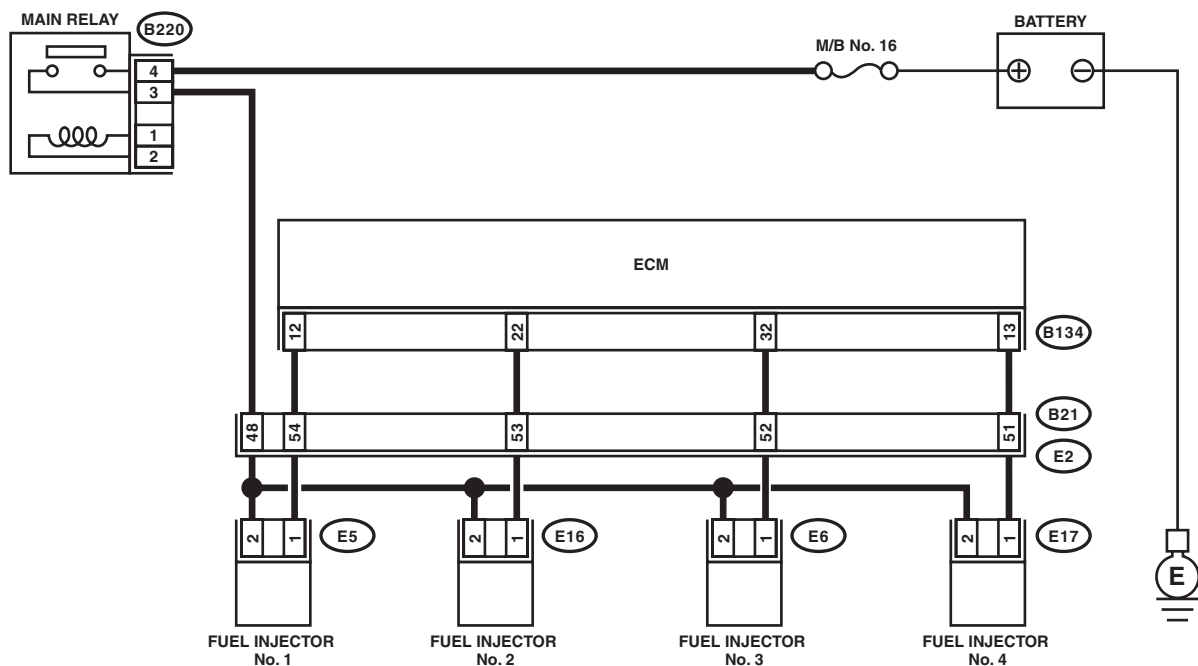 MAIN RELAY
B220
BATTERY
M/B No. 16
4
3
1
2
ECM
12
22
32
13
B134
48
54
53
52
51
B21
E2
2
1
E5
2
1
E16
2
1
E6
2
1
E17
E
FUEL INJECTOR
No. 1
FUEL INJECTOR
No. 2
FUEL INJECTOR
No. 3
FUEL INJECTOR
No. 4